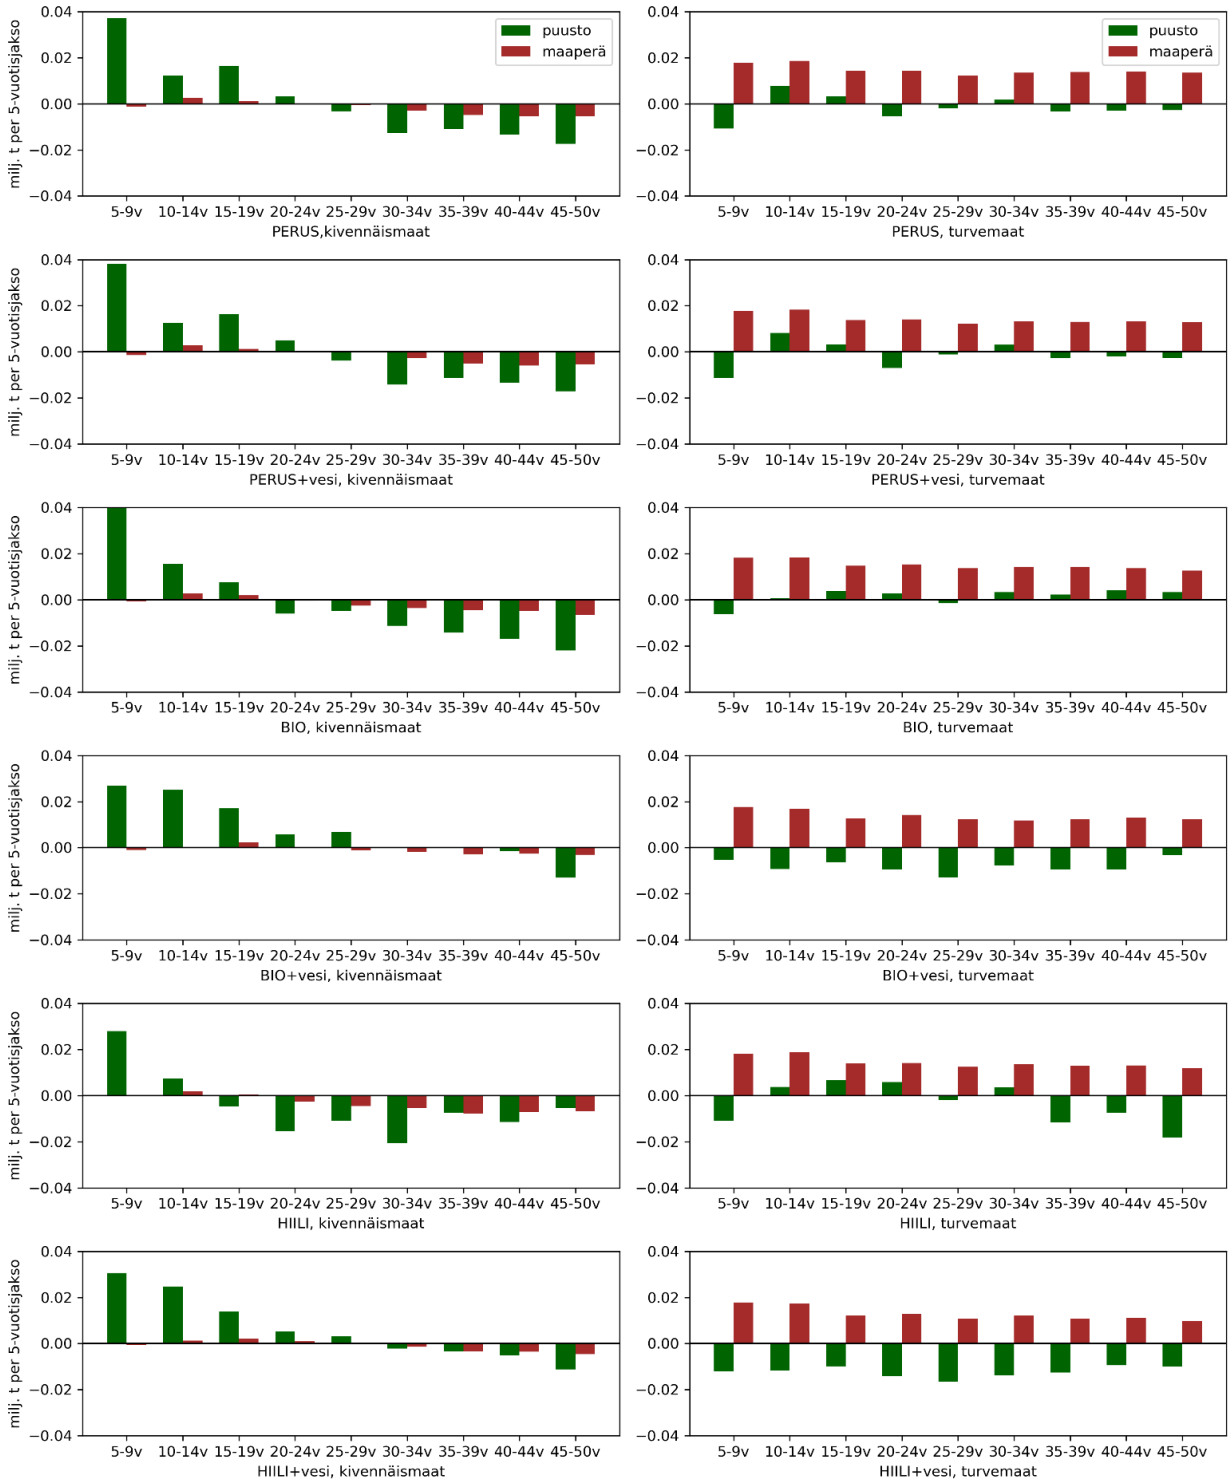 0.04
0.02
0.00
−0.02
−0.04
milj. t per 5-vuotisjakso
puusto
maaperä
5-9v 10-14v 15-19v 20-24v 25-29v 30-34v 35-39v 40-44v 45-50v
PERUS,kivennäismaat
0.04
0.02
0.00
−0.02
−0.04
puusto
maaperä
5-9v 10-14v 15-19v 20-24v 25-29v 30-34v 35-39v 40-44v 45-50v
PERUS, turvemaat
0.04
0.02
0.00
−0.02
−0.04
milj. t per 5-vuotisjakso
5-9v 10-14v 15-19v 20-24v 25-29v 30-34v 35-39v 40-44v 45-50v
PERUS+vesi, kivennäismaat
0.04
0.02
0.00
−0.02
−0.04
5-9v 10-14v 15-19v 20-24v 25-29v 30-34v 35-39v 40-44v 45-50v
PERUS+vesi, turvemaat
0.04
0.02
0.00
−0.02
−0.04
milj. t per 5-vuotisjakso
5-9v 10-14v 15-19v 20-24v 25-29v 30-34v 35-39v 40-44v 45-50v
BIO, kivennäismaat
0.04
0.02
0.00
−0.02
−0.04
5-9v 10-14v 15-19v 20-24v 25-29v 30-34v 35-39v 40-44v 45-50v
BIO, turvemaat
0.04
0.02
0.00
−0.02
−0.04
milj. t per 5-vuotisjakso
5-9v 10-14v 15-19v 20-24v 25-29v 30-34v 35-39v 40-44v 45-50v
BIO+vesi, kivennäismaat
0.04
0.02
0.00
−0.02
−0.04
5-9v 10-14v 15-19v 20-24v 25-29v 30-34v 35-39v 40-44v 45-50v
BIO+vesi, turvemaat
0.04
0.02
0.00
−0.02
−0.04
milj. t per 5-vuotisjakso
5-9v 10-14v 15-19v 20-24v 25-29v 30-34v 35-39v 40-44v 45-50v
HIILI, kivennäismaat
0.04
0.02
0.00
−0.02
−0.04
5-9v 10-14v 15-19v 20-24v 25-29v 30-34v 35-39v 40-44v 45-50v
HIILI, turvemaat
0.04
0.02
0.00
−0.02
−0.04
milj. t per 5-vuotisjakso
5-9v 10-14v 15-19v 20-24v 25-29v 30-34v 35-39v 40-44v 45-50v
HIILI+vesi, kivennäismaat
0.04
0.02
0.00
−0.02
−0.04
5-9v 10-14v 15-19v 20-24v 25-29v 30-34v 35-39v 40-44v 45-50v
HIILI+vesi, turvemaat